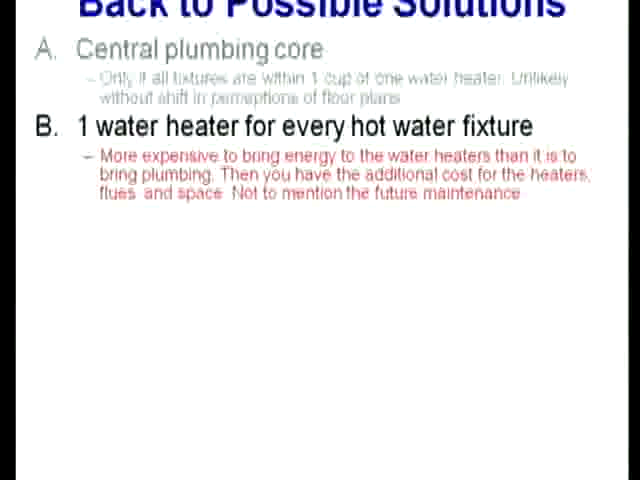 Back to Possible Solutions
A. Central plumbing core
– Only if all fixtures are within 1 cup of one water heater. Unlikely
without shift in perceptions of floor plans
B. 1 water heater for every hot water fixture
– More expensive to bring energy to the water heaters than it is to
bring plumbing. Then you have the additional cost for the heaters,
flues, and space. Not to mention the future maintenance